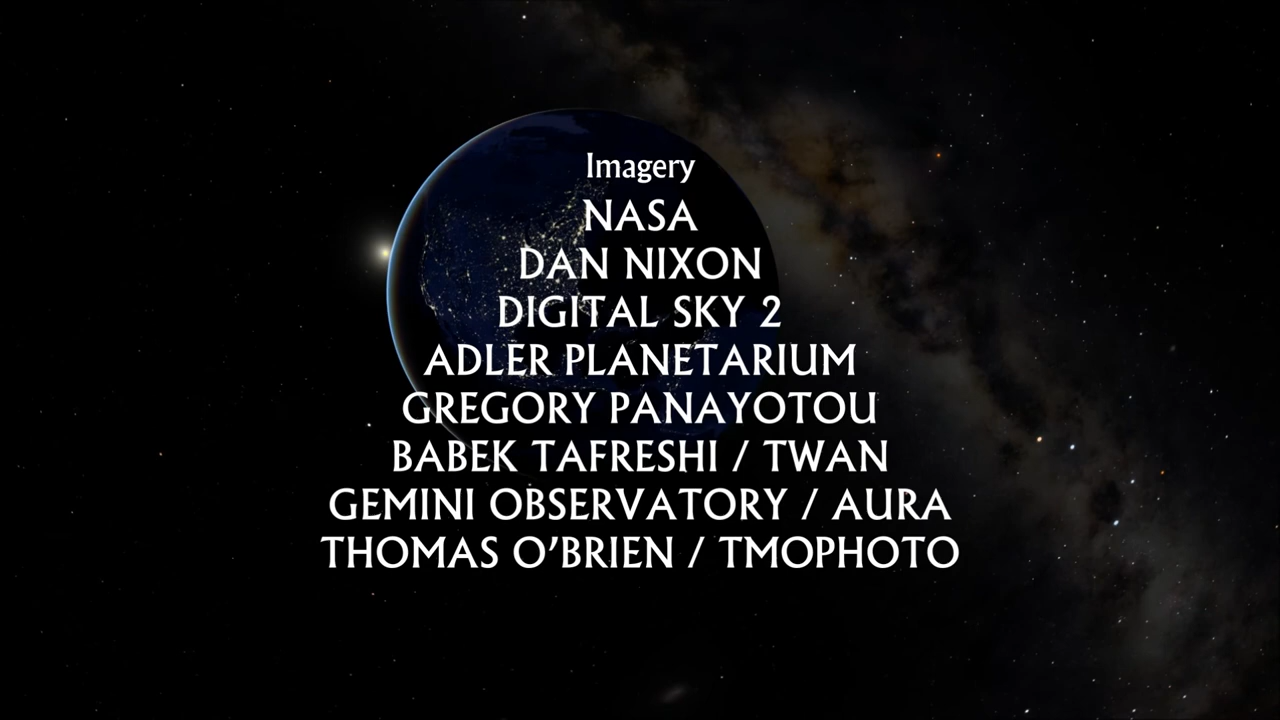 Imagery
NASA
DAN NIXON
DIGITAL SKY 2
ADLER PLANETARIUM
GREGORY PANAYOTOU
BABEK TAFRESHI / TWAN
GEMINI OBSERVATORY / AURA
THOMAS O'BRIEN / TMOPHOTO